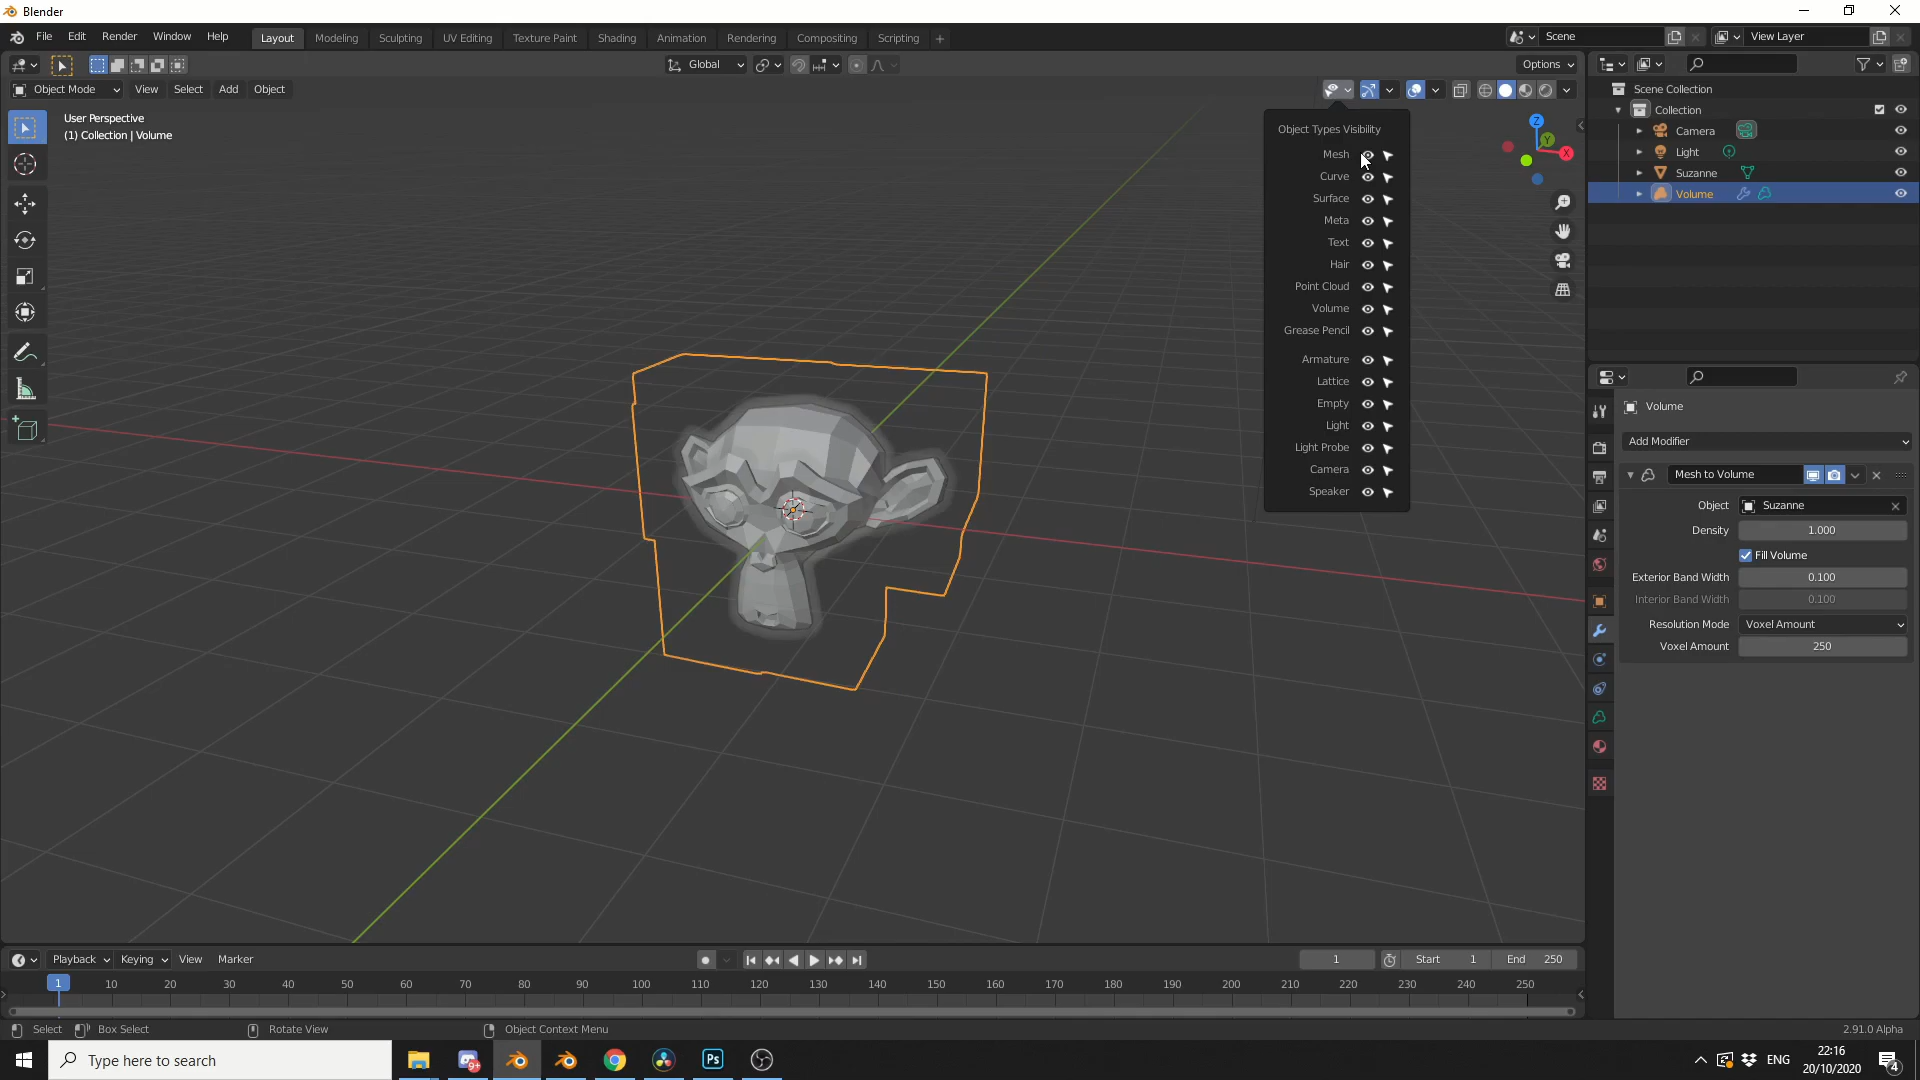 Blender
File Edit Render Window Help
Layout Modeling Sculpting UV Editing Texture Paint Shading Animation Rendering Compositing Scripting +
Scene
View Layer
Global
Options
Object Mode View Select Add Object
User Perspective
(1) Collection | Volume
Object Types Visibility
Mesh
Curve
Surface
Meta
Text
Hair
Point Cloud
Volume
Grease Pencil
Armature
Lattice
Empty
Light
Light Probe
Camera
Speaker
Z
Y
X
Scene Collection
Collection
Camera
Light
Suzanne
Volume
Volume
Add Modifier
Mesh to Volume
Object Suzanne
Density 1.000
Fill Volume
Exterior Band Width 0.100
Interior Band Width 0.100
Resolution Mode Voxel Amount
Voxel Amount 250
Playback Keying View Marker
1 Start 1 End 250
1 10 20 30 40 50 60 70 80 90 100 110 120 130 140 150 160 170 180 190 200 210 220 230 240 250
Select Box Select Rotate View Object Context Menu 2.91.0 Alpha
Type here to search
9+
Ps
ENG
22:16
20/10/2020
4